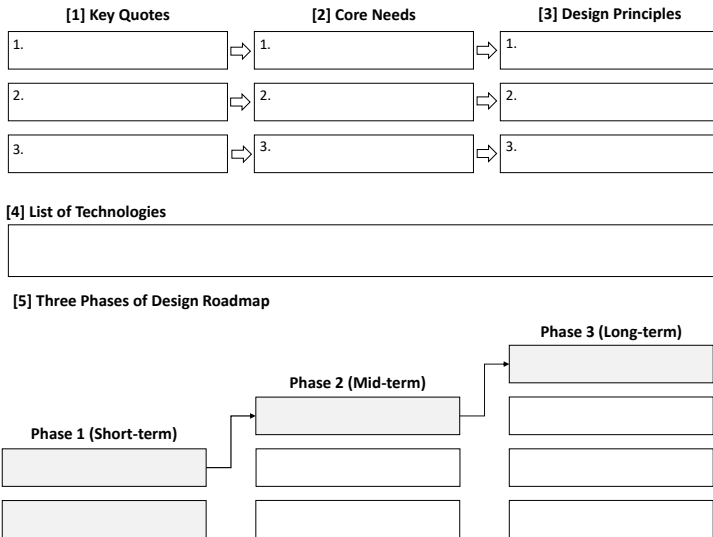 [1] Key Quotes
[2] Core Needs
[3] Design Principles
1.
1.
1.
2.
2.
2.
3.
3.
3.
[4] List of Technologies
[5] Three Phases of Design Roadmap
Phase 3 (Long-term)
Phase 2 (Mid-term)
Phase 1 (Short-term)